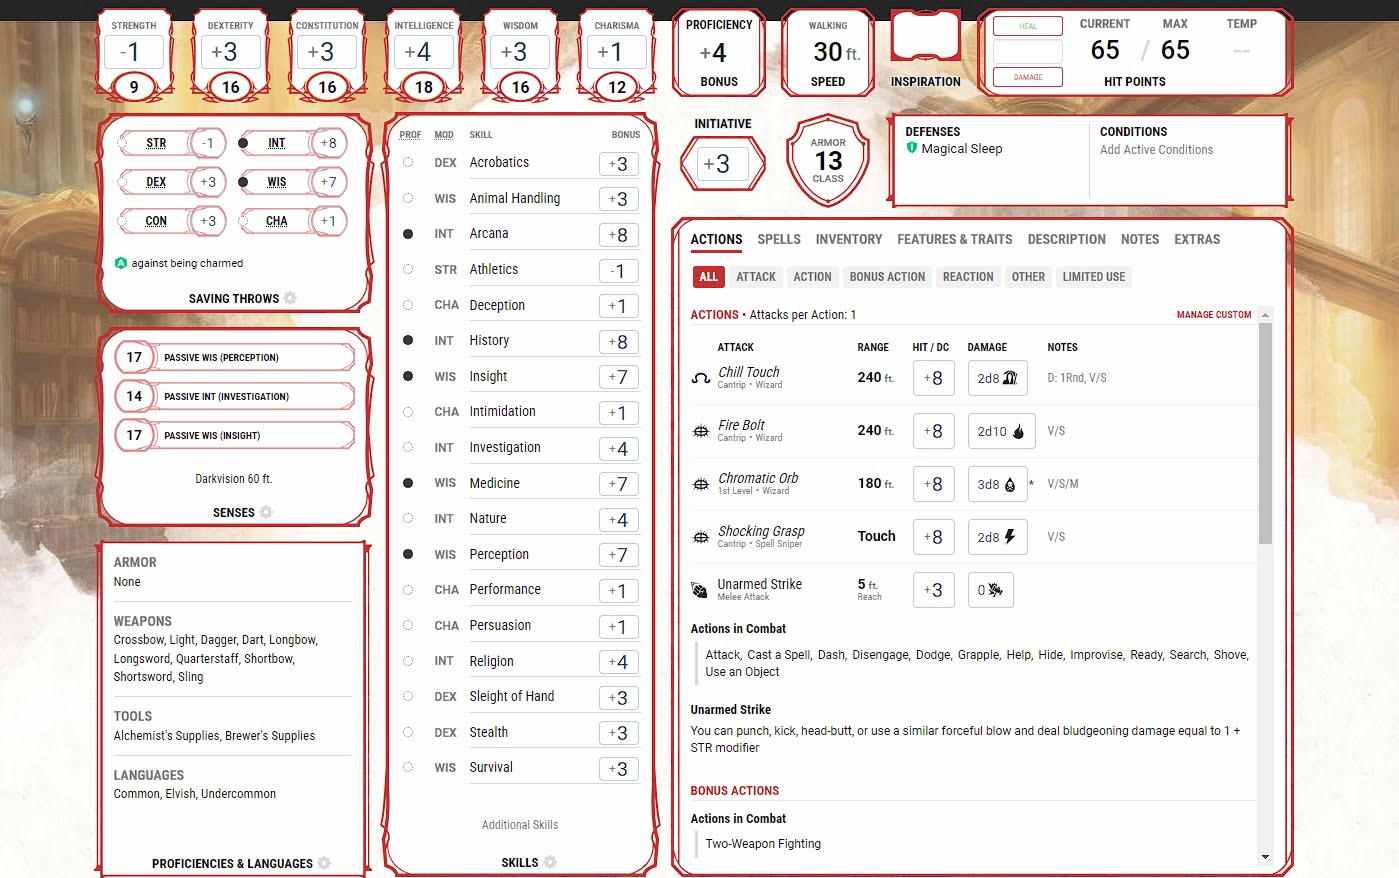 STRENGTH
-1
9
DEXTERITY
+3
16
CONSTITUTION
+3
16
INTELLIGENCE
+4
18
WISDOM
+3
16
CHARISMA
+1
12
PROFICIENCY
+4
BONUS
WALKING
30 ft.
SPEED
INSPIRATION
HEAL
DAMAGE
CURRENT MAX TEMP
65 / 65 --
HIT POINTS
STR -1 INT +8
DEX +3 WIS +7
CON +3 CHA +1
A against being charmed
SAVING THROWS
17 PASSIVE WIS (PERCEPTION)
14 PASSIVE INT (INVESTIGATION)
17 PASSIVE WIS (INSIGHT)
Darkvision 60 ft.
SENSES
ARMOR
None
WEAPONS
Crossbow, Light, Dagger, Dart, Longbow,
Longsword, Quarterstaff, Shortbow,
Shortsword, Sling
TOOLS
Alchemist's Supplies, Brewer's Supplies
LANGUAGES
Common, Elvish, Undercommon
PROFICIENCIES & LANGUAGES
PROF MOD SKILL BONUS
DEX Acrobatics +3
WIS Animal Handling +3
INT Arcana +8
STR Athletics -1
CHA Deception +1
INT History +8
WIS Insight +7
CHA Intimidation +1
INT Investigation +4
WIS Medicine +7
INT Nature +4
WIS Perception +7
CHA Performance +1
CHA Persuasion +1
INT Religion +4
DEX Sleight of Hand +3
DEX Stealth +3
WIS Survival +3
Additional Skills
SKILLS
INITIATIVE
+3
ARMOR
13
CLASS
DEFENSES
Magical Sleep
CONDITIONS
Add Active Conditions
ACTIONS SPELLS INVENTORY FEATURES & TRAITS DESCRIPTION NOTES EXTRAS
ALL ATTACK ACTION BONUS ACTION REACTION OTHER LIMITED USE
ACTIONS • Attacks per Action: 1 MANAGE CUSTOM
ATTACK RANGE HIT / DC DAMAGE NOTES
Chill Touch 240 ft. +8 2d8 D: 1Rnd, V/S
Cantrip • Wizard
Fire Bolt 240 ft. +8 2d10 V/S
Cantrip • Wizard
Chromatic Orb 180 ft. +8 3d8 * V/S/M
1st Level • Wizard
Shocking Grasp Touch +8 2d8 V/S
Cantrip • Spell Sniper
Unarmed Strike 5 ft. +3 0
Melee Attack Reach
Actions in Combat
Attack, Cast a Spell, Dash, Disengage, Dodge, Grapple, Help, Hide, Improvise, Ready, Search, Shove,
Use an Object
Unarmed Strike
You can punch, kick, head-butt, or use a similar forceful blow and deal bludgeoning damage equal to 1 +
STR modifier
BONUS ACTIONS
Actions in Combat
Two-Weapon Fighting